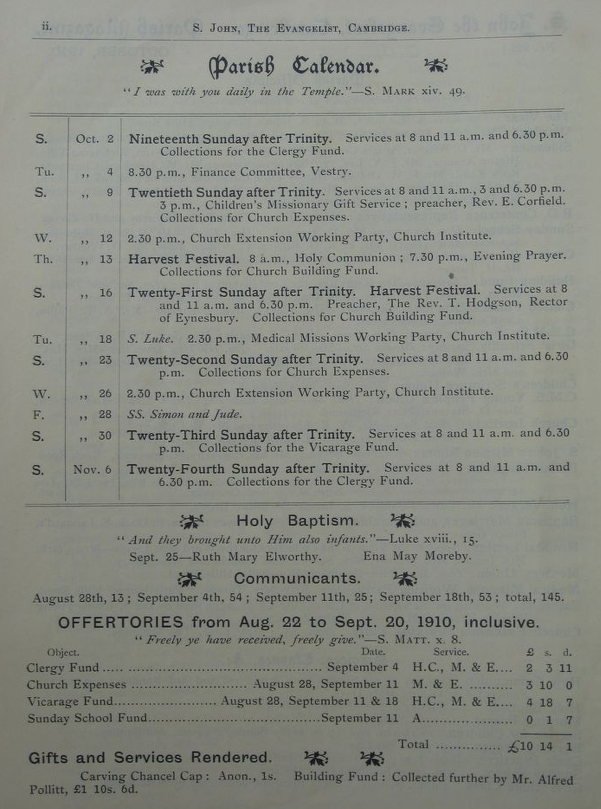 ii. S. John, The Evangelist, Cambridge.
Parish Calendar.
"I was with you daily in the Temple."—S. Mark xiv. 49.
S. Oct. 2 Nineteenth Sunday after Trinity. Services at 8 and 11 a.m. and 6.30 p.m.
Collections for the Clergy Fund.
Tu. ,, 4 8.30 p.m., Finance Committee, Vestry.
S. ,, 9 Twentieth Sunday after Trinity. Services at 8 and 11 a.m., 3 and 6.30 p.m.
3 p.m., Children's Missionary Gift Service; preacher, Rev. E. Corfield.
Collections for Church Expenses.
W. ,, 12 2.30 p.m., Church Extension Working Party, Church Institute.
Th. ,, 13 Harvest Festival. 8 a.m., Holy Communion; 7.30 p.m., Evening Prayer.
Collections for Church Building Fund.
S. ,, 16 Twenty-First Sunday after Trinity. Harvest Festival. Services at 8
and 11 a.m. and 6.30 p.m. Preacher, The Rev. T. Hodgson, Rector
of Eynesbury. Collections for Church Building Fund.
Tu. ,, 18 S. Luke. 2.30 p.m., Medical Missions Working Party, Church Institute.
S. ,, 23 Twenty-Second Sunday after Trinity. Services at 8 and 11 a.m. and 6.30
p.m. Collections for Church Expenses.
W. ,, 26 2.30 p.m., Church Extension Working Party, Church Institute.
F. ,, 28 SS. Simon and Jude.
S. ,, 30 Twenty-Third Sunday after Trinity. Services at 8 and 11 a.m. and 6.30
p.m. Collections for the Vicarage Fund.
S. Nov. 6 Twenty-Fourth Sunday after Trinity. Services at 8 and 11 a.m. and
6.30 p.m. Collections for the Clergy Fund.
Holy Baptism.
"And they brought unto Him also infants."—Luke xviii., 15.
Sept. 25—Ruth Mary Elworthy. Ena May Moreby.
Communicants.
August 28th, 13; September 4th, 54; September 11th, 25; September 18th, 53; total, 145.
OFFERTORIES from Aug. 22 to Sept. 20, 1910, inclusive.
"Freely ye have received, freely give."—S. Matt. x. 8.
Object. Date. Service. £ s. d.
Clergy Fund ..... September 4 H.C., M. & E.... 2 3 11
Church Expenses ..... August 28, September 11 M. & E. .......... 3 10 0
Vicarage Fund..... August 28, September 11 & 18 H.C., M. & E.... 4 18 7
Sunday School Fund..... September 11 A.................. 0 1 7
Total ............... £10 14 1
Gifts and Services Rendered.
Carving Chancel Cap: Anon., 1s. Building Fund: Collected further by Mr. Alfred
Pollitt, £1 10s. 6d.